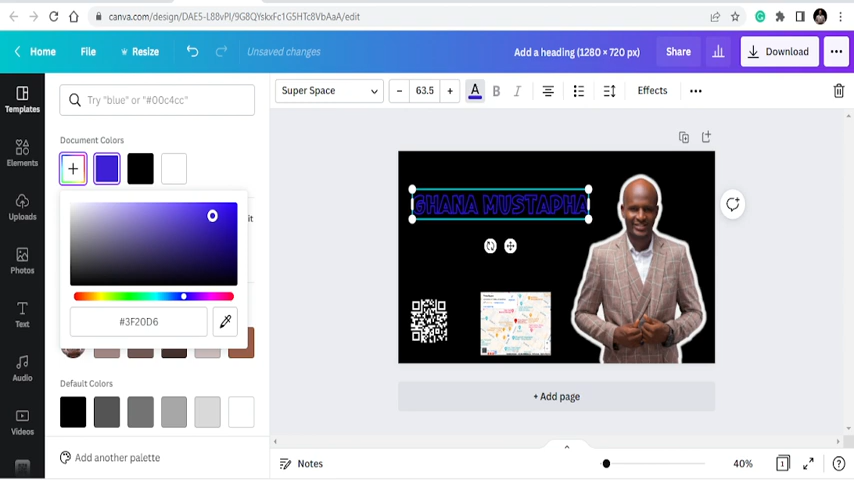 canva.com/design/DAE5-L88vPI/9G8QYskxFc1G5HTc8VbAaA/edit
Home File Resize Unsaved changes Add a heading (1280 × 720 px) Share Download
Templates
Elements
Uploads
Photos
Text
Audio
Videos
Try "blue" or "#00c4cc"
Document Colors
#3F20D6
Default Colors
Add another palette
Super Space 63.5 A B I Effects
GHANA MUSTAPHA
+ Add page
Notes 40% 1